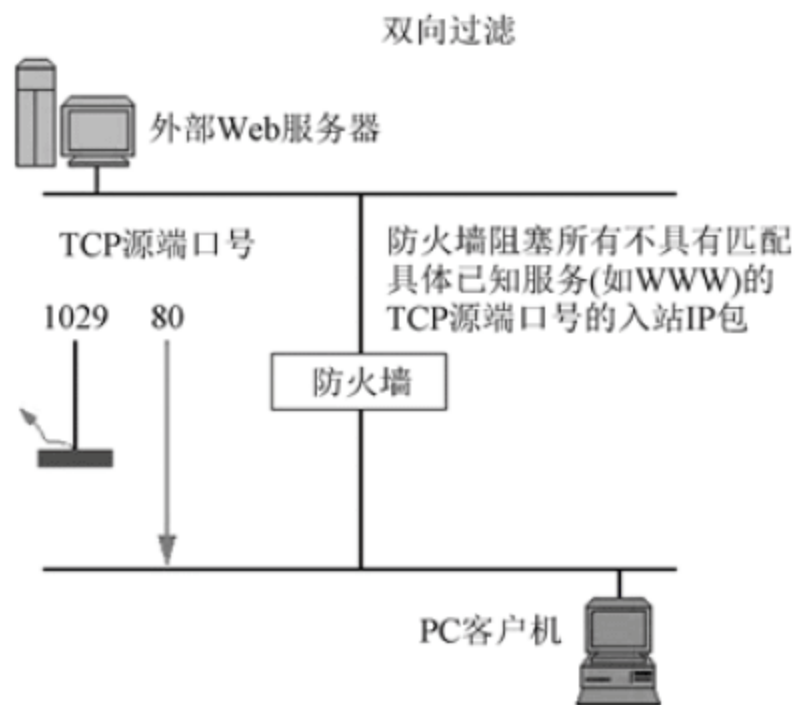 双向过滤
外部Web服务器
TCP源端口号
1029 80
防火墙阻塞所有不具有匹配
具体已知服务(如WWW)的
TCP源端口号的入站IP包
防火墙
PC客户机